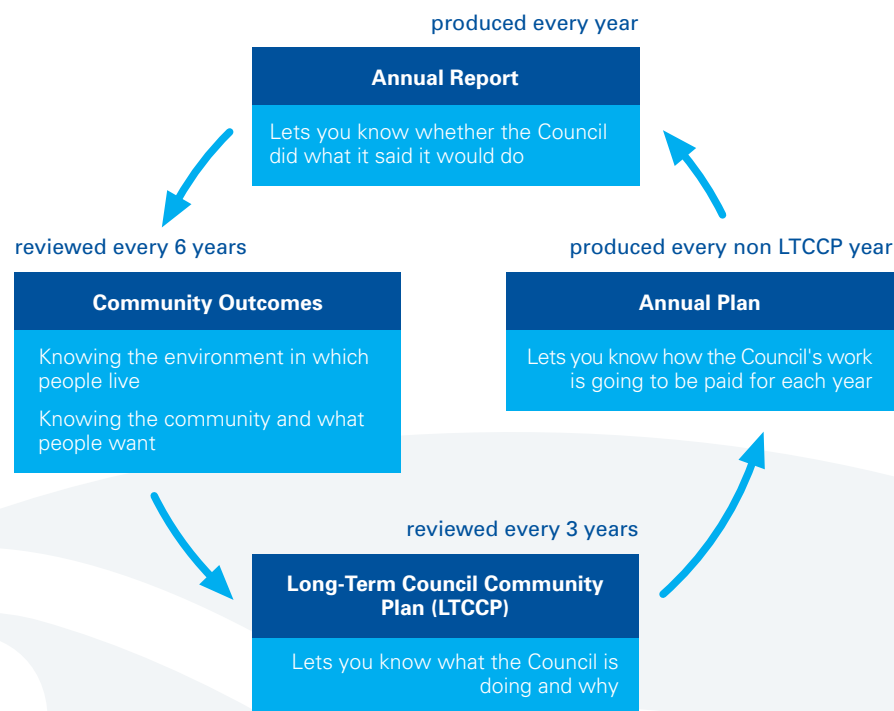 produced every year
Annual Report
Lets you know whether the Council
did what it said it would do
reviewed every 6 years
Community Outcomes
Knowing the environment in which
people live
Knowing the community and what
people want
produced every non LTCCP year
Annual Plan
Lets you know how the Council's work
is going to be paid for each year
reviewed every 3 years
Long-Term Council Community
Plan (LTCCP)
Lets you know what the Council is
doing and why